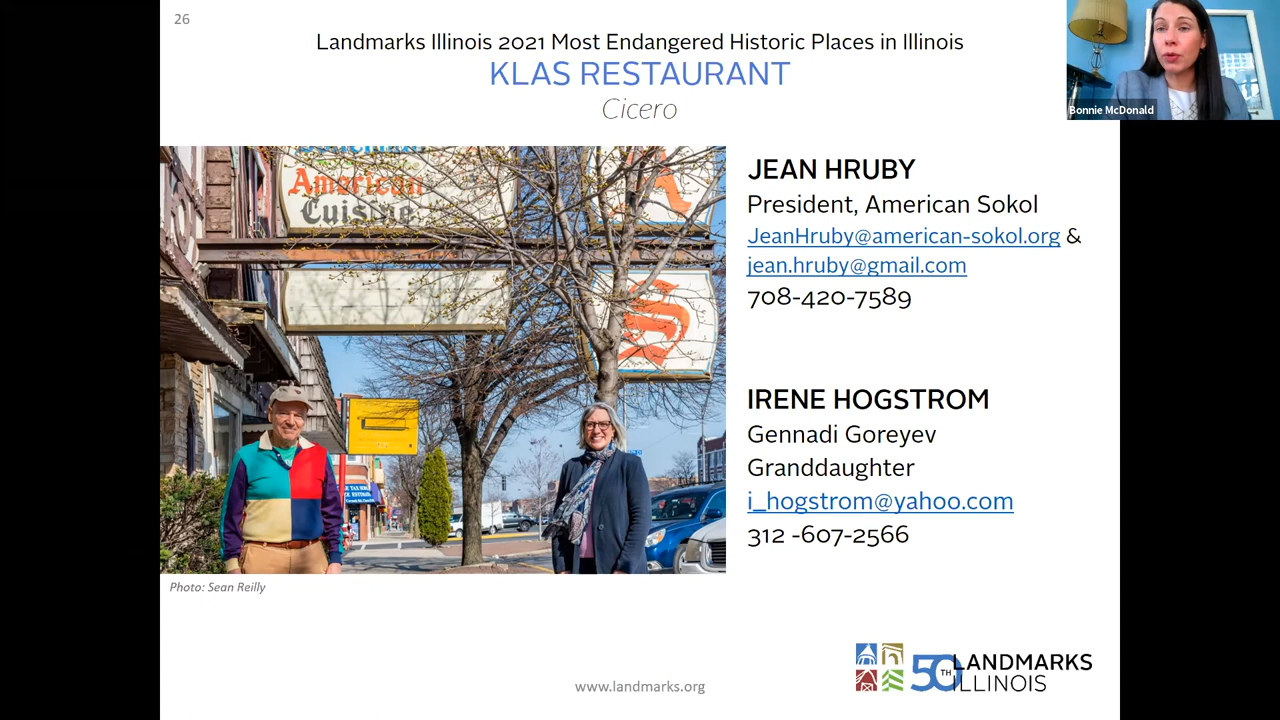 26
Landmarks Illinois 2021 Most Endangered Historic Places in Illinois
KLAS RESTAURANT
Cicero
Bonnie McDonald
American
Cuisine
S
JEAN HRUBY
President, American Sokol
JeanHruby@american-sokol.org &
jean.hruby@gmail.com
708-420-7589
IRENE HOGSTROM
Gennadi Goreyev
Granddaughter
i_hogstrom@yahoo.com
312 -607-2566
Photo: Sean Reilly
www.landmarks.org
50TH LANDMARKS
ILLINOIS